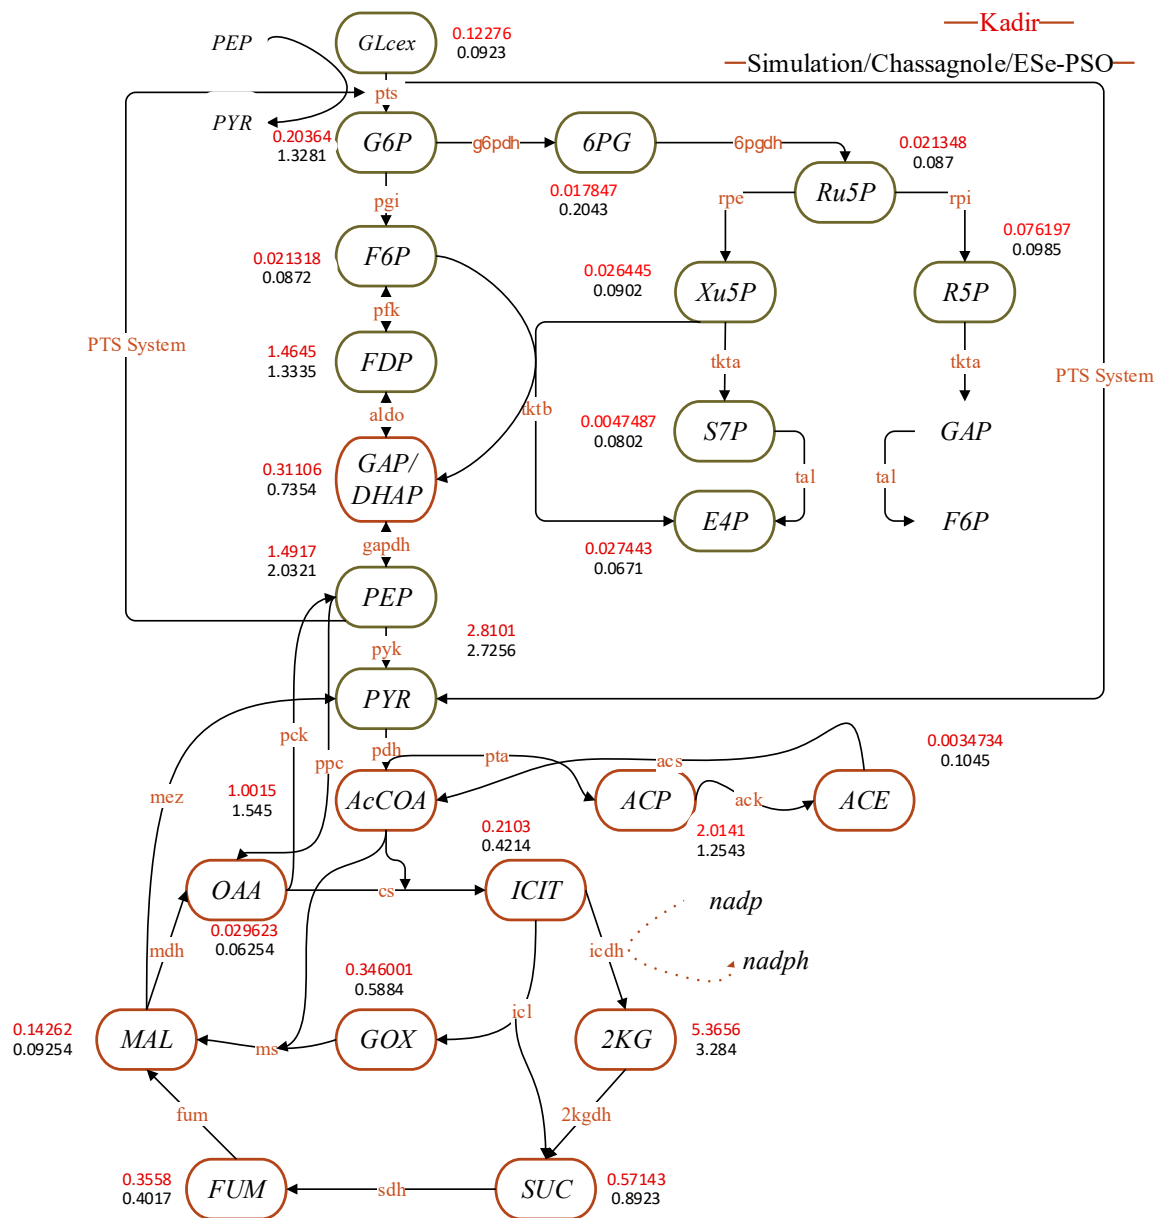 Kadir
Simulation/Chassagnole/ESe-PSO
PEP
GLcex
0.12276
0.0923
pts
PYR
0.20364
1.3281
G6P
g6pdh
6PG
6pgdh
0.017847
0.2043
0.021348
0.087
Ru5P
rpe
rpi
pgi
0.021318
0.0872
F6P
0.026445
0.0902
Xu5P
0.076197
0.0985
R5P
pfk
PTS System
1.4645
1.3335
FDP
tkta
tkta
PTS System
aldo
tktb
0.0047487
0.0802
S7P
GAP
0.31106
0.7354
GAP/
DHAP
tal
tal
E4P
F6P
0.027443
0.0671
gapdh
1.4917
2.0321
PEP
pyk
2.8101
2.7256
PYR
pck
ppc
pdh
pta
acs
0.0034734
0.1045
mez
1.0015
1.545
AcCOA
ACP
ack
ACE
2.0141
1.2543
0.2103
0.4214
OAA
cs
ICIT
nadp
0.029623
0.06254
mdh
icdh
nadph
0.346001
0.5884
icl
0.14262
0.09254
MAL
ms
GOX
2KG
5.3656
3.284
fum
2kgdh
0.3558
0.4017
FUM
sdh
SUC
0.57143
0.8923